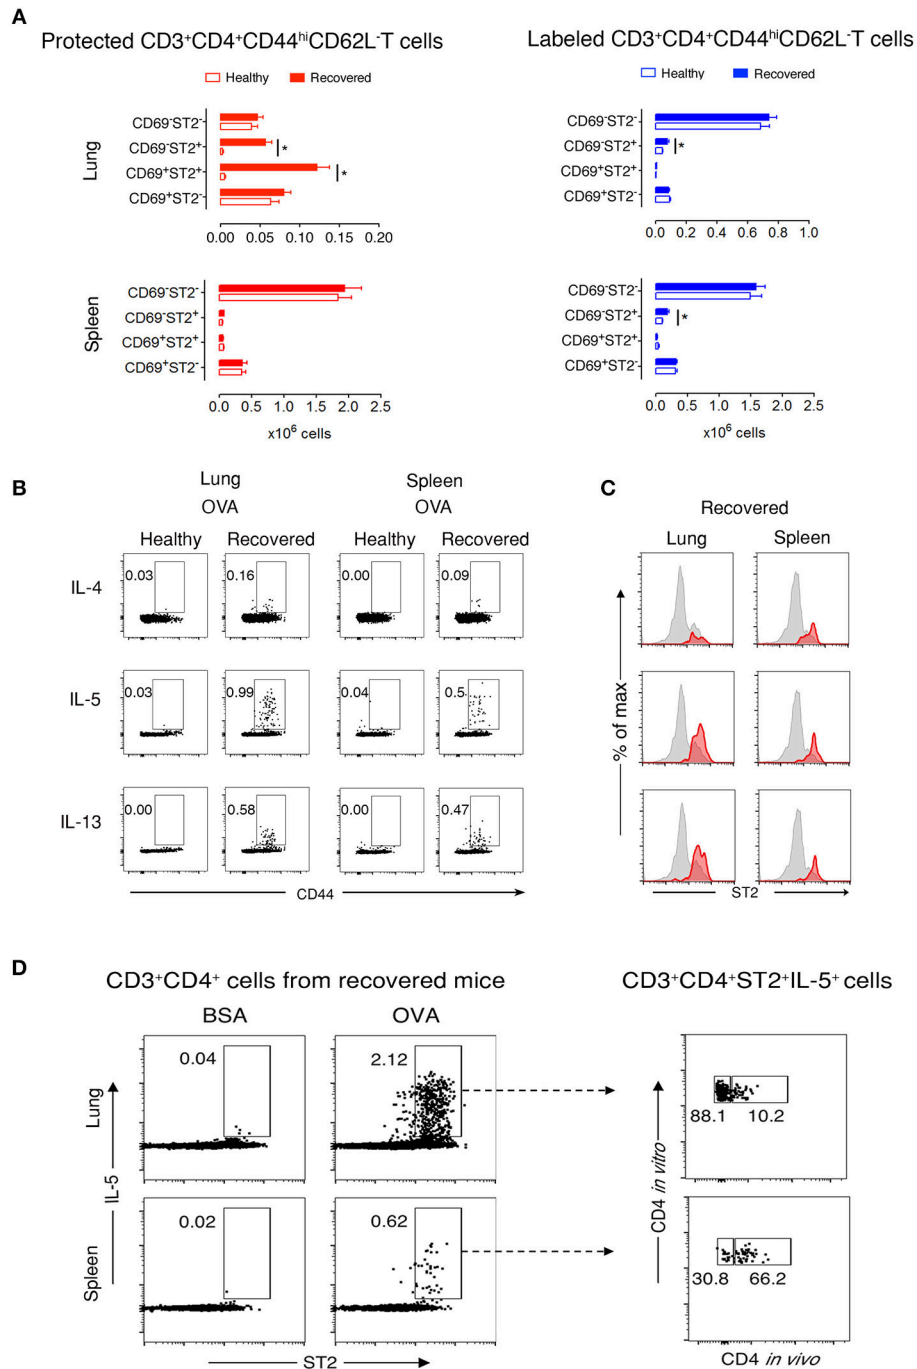 A
Protected CD3⁺CD4⁺CD44ʰⁱCD62L⁻T cells
Healthy Recovered
Lung
CD69⁻ST2⁻
CD69⁻ST2⁺
CD69⁺ST2⁺
CD69⁺ST2⁻
*
*
0.00 0.05 0.10 0.15 0.20
Spleen
CD69⁻ST2⁻
CD69⁻ST2⁺
CD69⁺ST2⁺
CD69⁺ST2⁻
0 0.5 1.0 1.5 2.0 2.5
x10⁶ cells
Labeled CD3⁺CD4⁺CD44ʰⁱCD62L⁻T cells
Healthy Recovered
CD69⁻ST2⁻
CD69⁻ST2⁺
CD69⁺ST2⁺
CD69⁺ST2⁻
*
0.0 0.2 0.4 0.6 0.8 1.0
CD69⁻ST2⁻
CD69⁻ST2⁺
CD69⁺ST2⁺
CD69⁺ST2⁻
*
0.0 0.5 1.0 1.5 2.0 2.5
x10⁶ cells
B
Lung Spleen
OVA OVA
Healthy Recovered Healthy Recovered
IL-4 0.03 0.16 0.00 0.09
IL-5 0.03 0.99 0.04 0.5
IL-13 0.00 0.58 0.00 0.47
CD44
C
Recovered
Lung Spleen
% of max
ST2
D
CD3⁺CD4⁺ cells from recovered mice
BSA OVA
Lung 0.04 2.12
IL-5
Spleen 0.02 0.62
ST2
CD3⁺CD4⁺ST2⁺IL-5⁺ cells
88.1 10.2
CD4 in vitro
30.8 66.2
CD4 in vivo